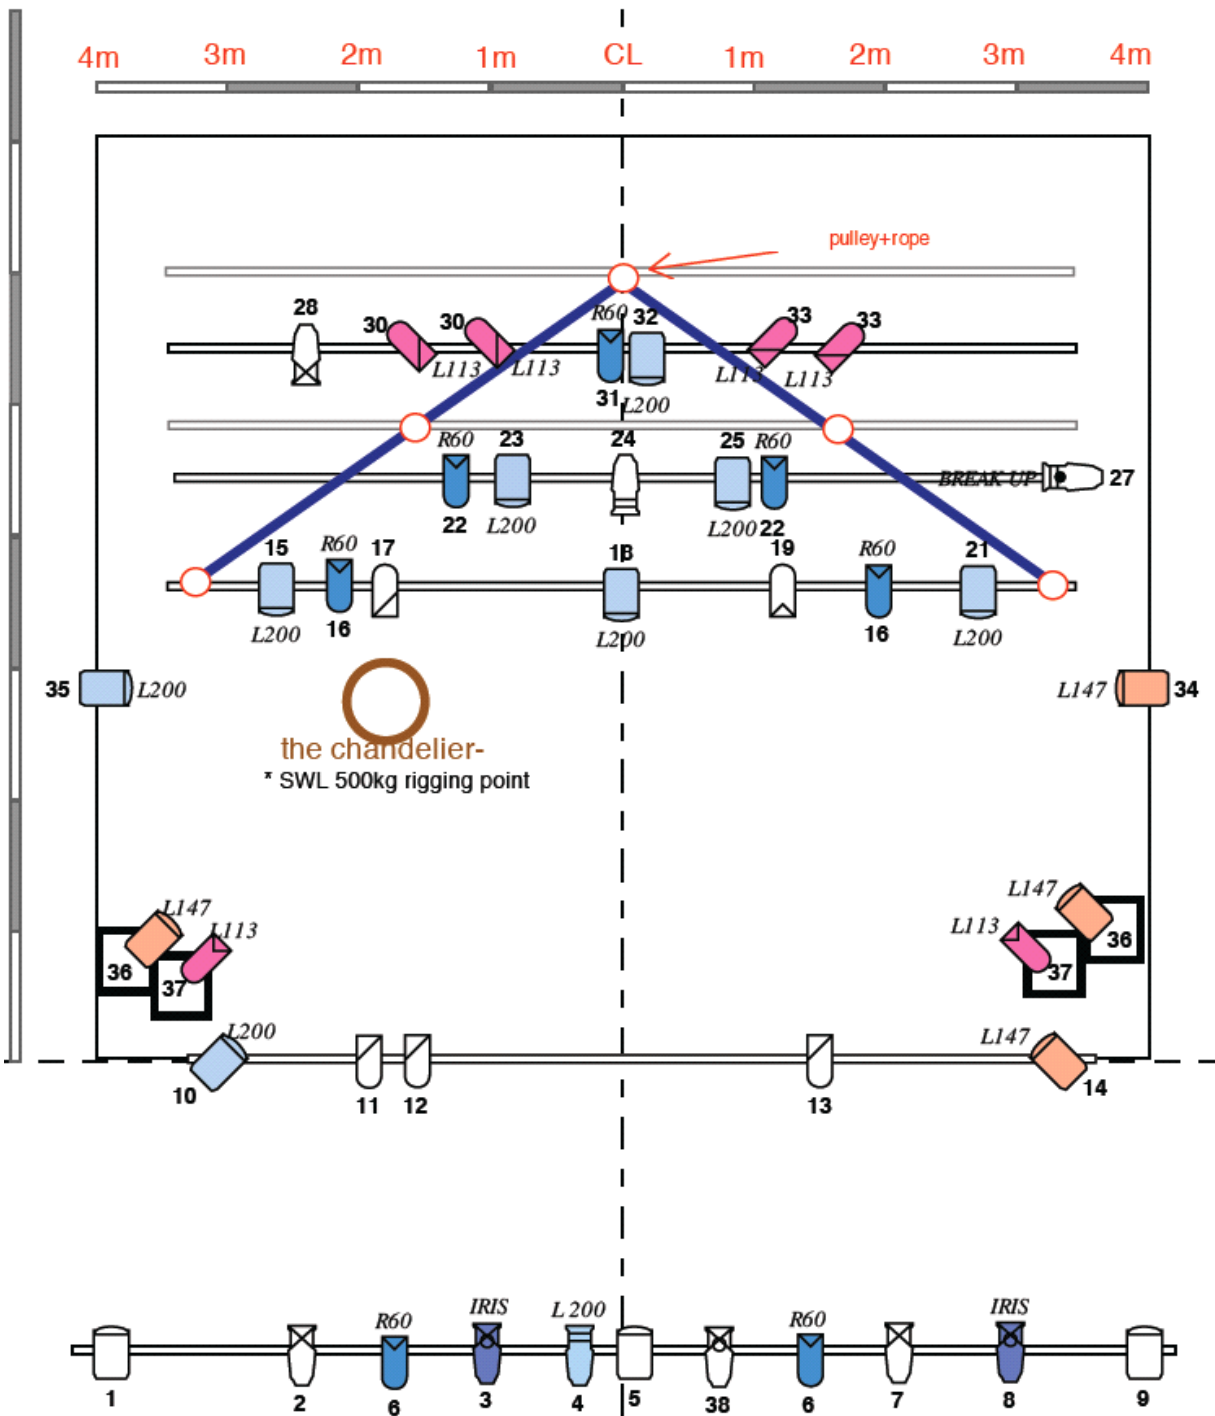 4m 3m 2m 1m CL 1m 2m 3m 4m
pulley+rope
28 30 30 R60 32 33 33
L113 L113 L113 L113
31 L200
R60 23 24 25 R60
BREAK UP 27
22 L200 L200 22
15 R60 17 18 19 R60 21
L200 16 L200 16 L200
35 L200 L147 34
the chandelier-
* SWL 500kg rigging point
L147 L113 L113 L147
36 37 37 36
L200 L147
10 11 12 13 14
R60 IRIS L 200 R60 IRIS
1 2 6 3 4 5 38 6 7 8 9